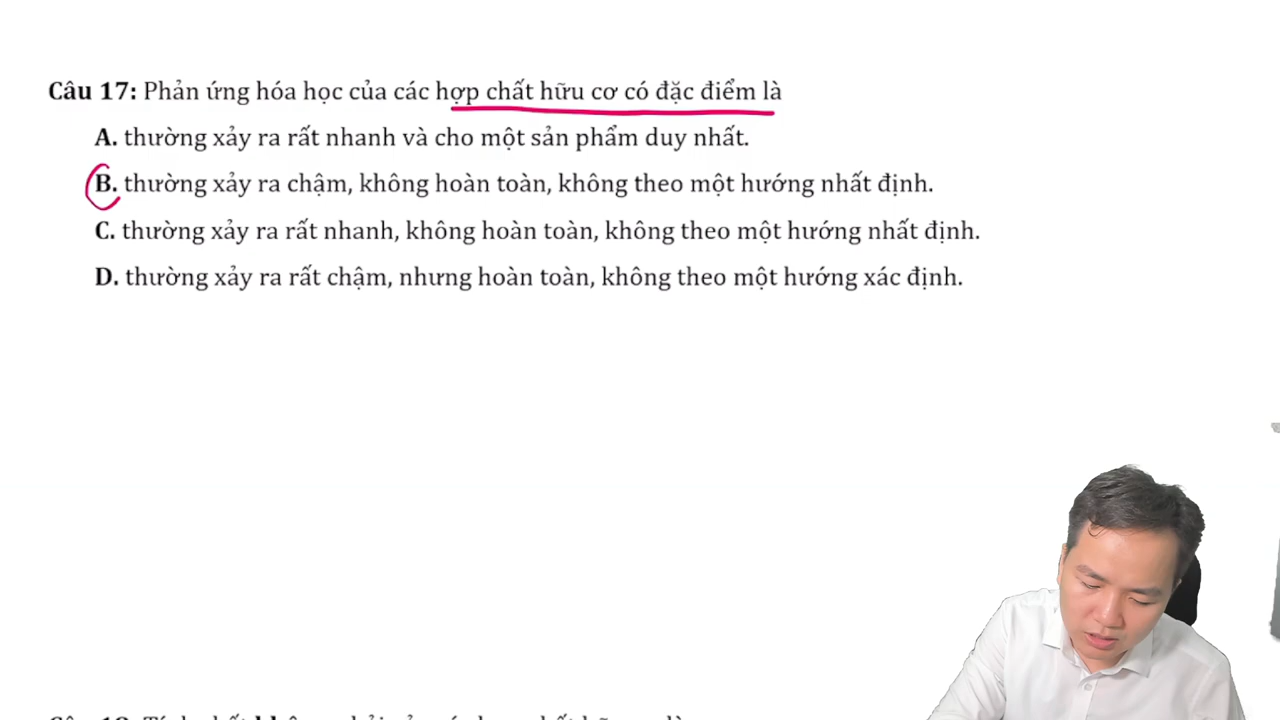 Câu 17: Phản ứng hóa học của các hợp chất hữu cơ có đặc điểm là
A. thường xảy ra rất nhanh và cho một sản phẩm duy nhất.
B. thường xảy ra chậm, không hoàn toàn, không theo một hướng nhất định.
C. thường xảy ra rất nhanh, không hoàn toàn, không theo một hướng nhất định.
D. thường xảy ra rất chậm, nhưng hoàn toàn, không theo một hướng xác định.